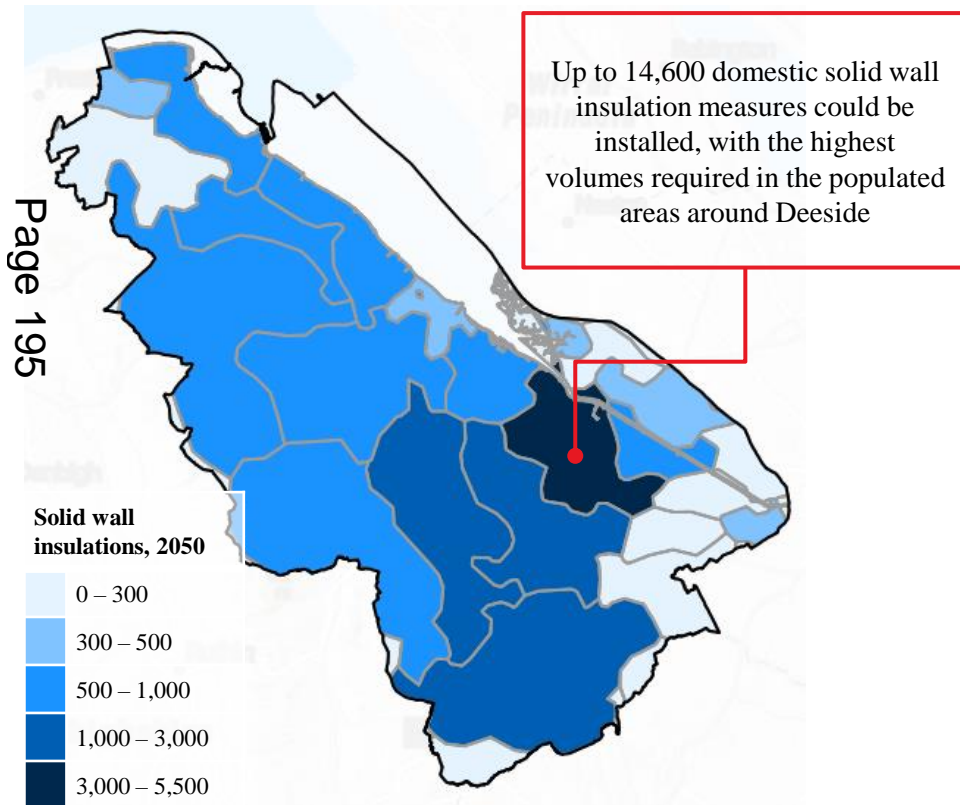 Up to 14,600 domestic solid wall
insulation measures could be
installed, with the highest
volumes required in the populated
areas around Deeside
Page 195
Solid wall
insulations, 2050
0 – 300
300 – 500
500 – 1,000
1,000 – 3,000
3,000 – 5,500